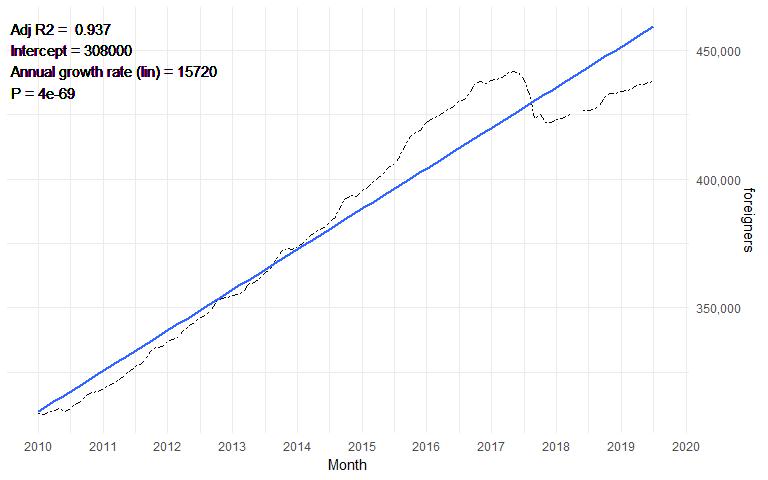 Adj R2 =  0.937
Intercept = 308000
Annual growth rate (lin) = 15720
P = 4e-69
450,000
400,000
350,000
foreigners
2010 2011 2012 2013 2014 2015 2016 2017 2018 2019 2020
Month